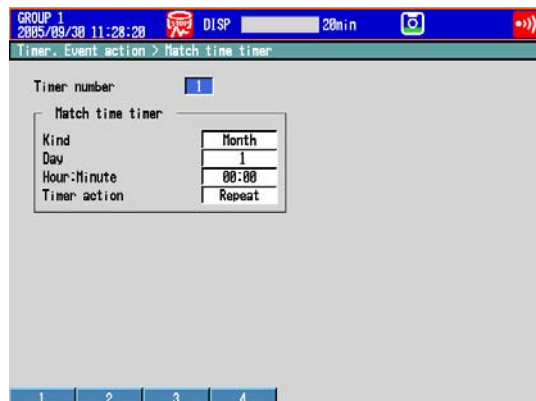 GROUP 1
2005/09/30 11:28:20 STOP DISP 20min
Timer. Event action > Match time timer
Timer number 1
Match time timer
Kind Month
Day 1
Hour:Minute 00:00
Timer action Repeat
1 2 3 4